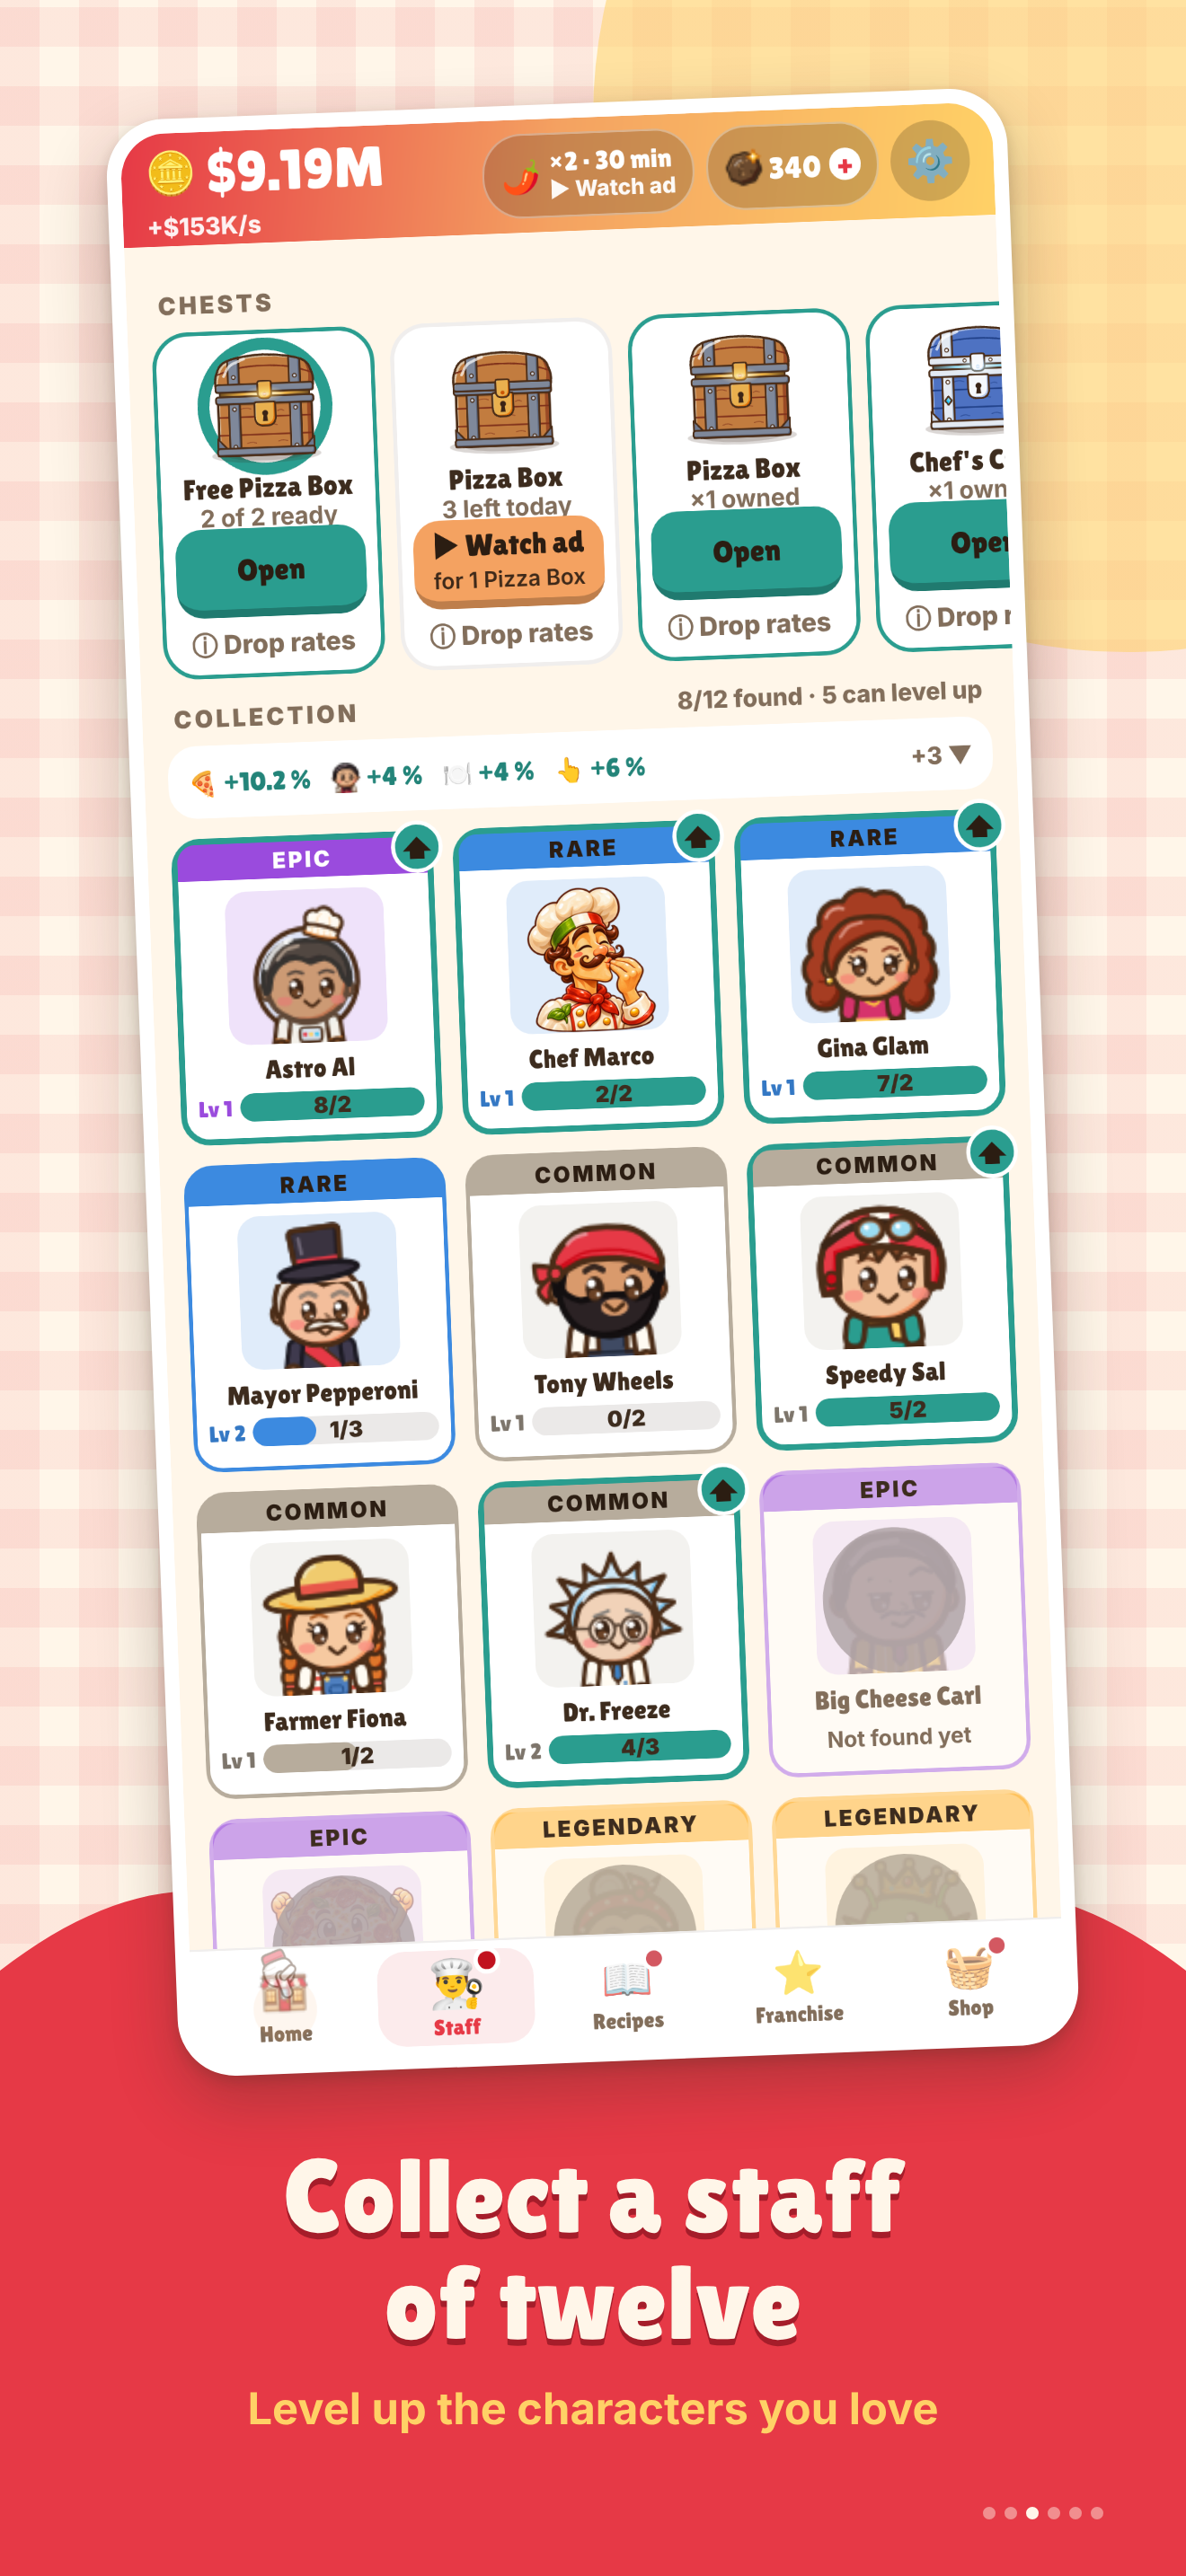 $9.19M
+$153K/s
×2 · 30 min
▶ Watch ad
340 +
CHESTS
Free Pizza Box
2 of 2 ready
Open
ⓘ Drop rates
Pizza Box
3 left today
▶ Watch ad
for 1 Pizza Box
ⓘ Drop rates
Pizza Box
×1 owned
Open
ⓘ Drop rates
Chef's C
×1 own
Open
ⓘ Drop r
COLLECTION
8/12 found · 5 can level up
+10.2 %
+4 %
+4 %
+6 %
+3 ▼
EPIC
Astro Al
Lv 1
8/2
RARE
Chef Marco
Lv 1
2/2
RARE
Gina Glam
Lv 1
7/2
RARE
Mayor Pepperoni
Lv 2
1/3
COMMON
Tony Wheels
Lv 1
0/2
COMMON
Speedy Sal
Lv 1
5/2
COMMON
Farmer Fiona
Lv 1
1/2
COMMON
Dr. Freeze
Lv 2
4/3
EPIC
Big Cheese Carl
Not found yet
EPIC
LEGENDARY
LEGENDARY
Home
Staff
Recipes
Franchise
Shop
Collect a staff
of twelve
Level up the characters you love